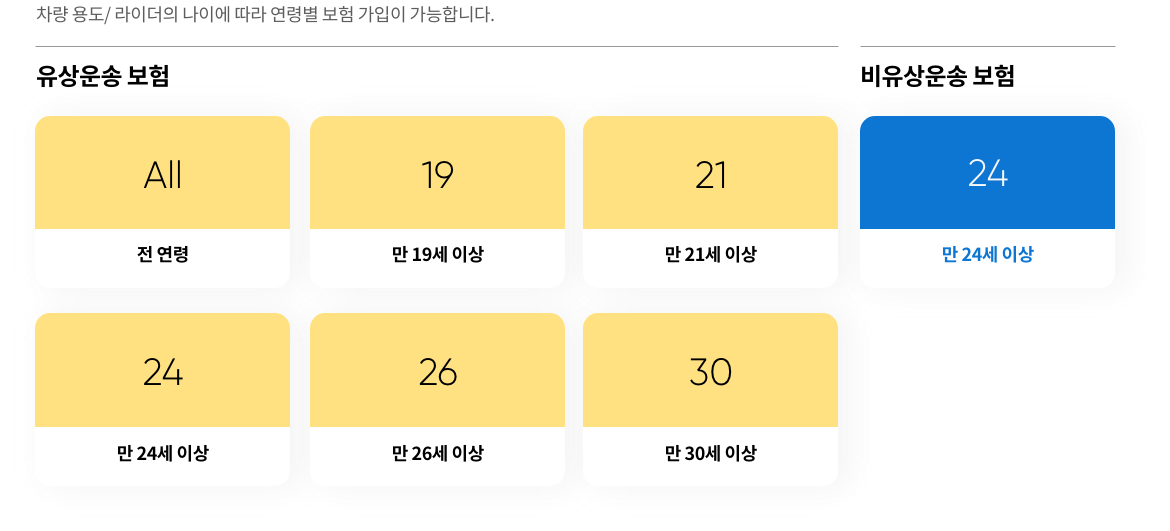 차량 용도/ 라이더의 나이에 따라 연령별 보험 가입이 가능합니다.
유상운송 보험
All
전 연령
19
만 19세 이상
21
만 21세 이상
24
만 24세 이상
26
만 26세 이상
30
만 30세 이상
비유상운송 보험
24
만 24세 이상